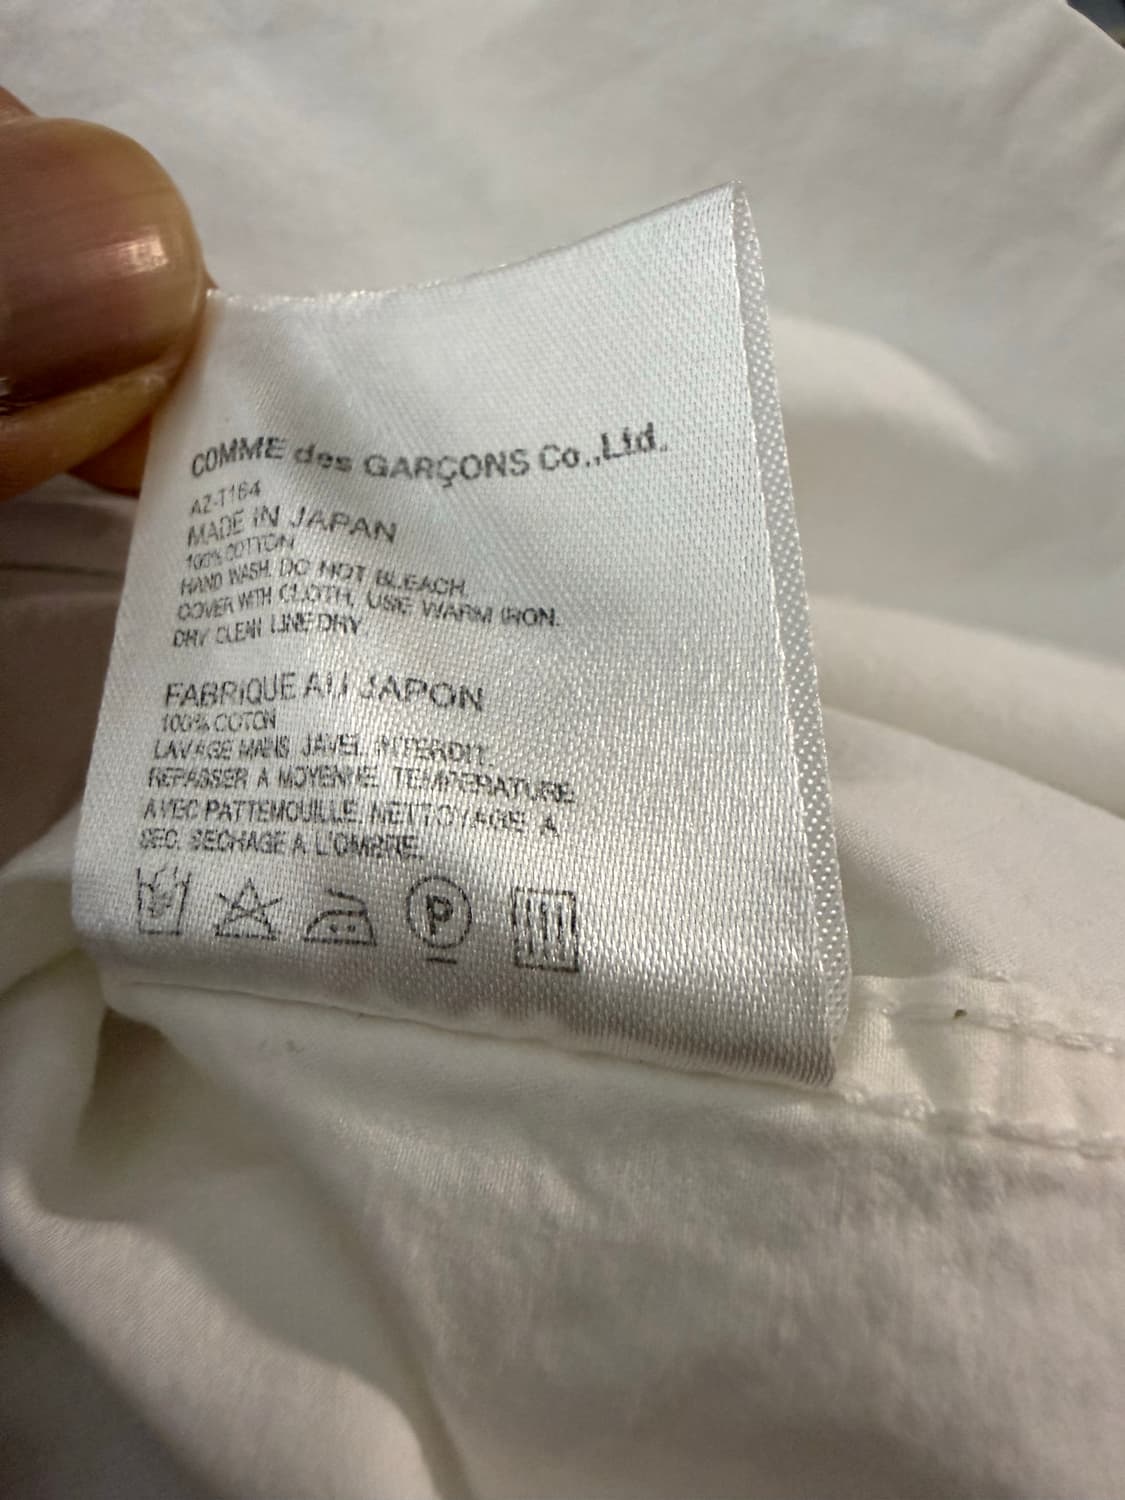 COMME des GARÇONS Co.,Ltd.
AZ-T164
MADE IN JAPAN
100% COTTON
HAND WASH. DO NOT BLEACH.
COVER WITH CLOTH, USE WARM IRON.
DRY CLEAN. LINE DRY.
FABRIQUE AU JAPON
100% COTON
LAVAGE MAINS. JAVEL INTERDIT.
REPASSER A MOYENNE TEMPERATURE
AVEC PATTEMOUILLE. NETTOYAGE A
SEC. SECHAGE A L'OMBRE.
P